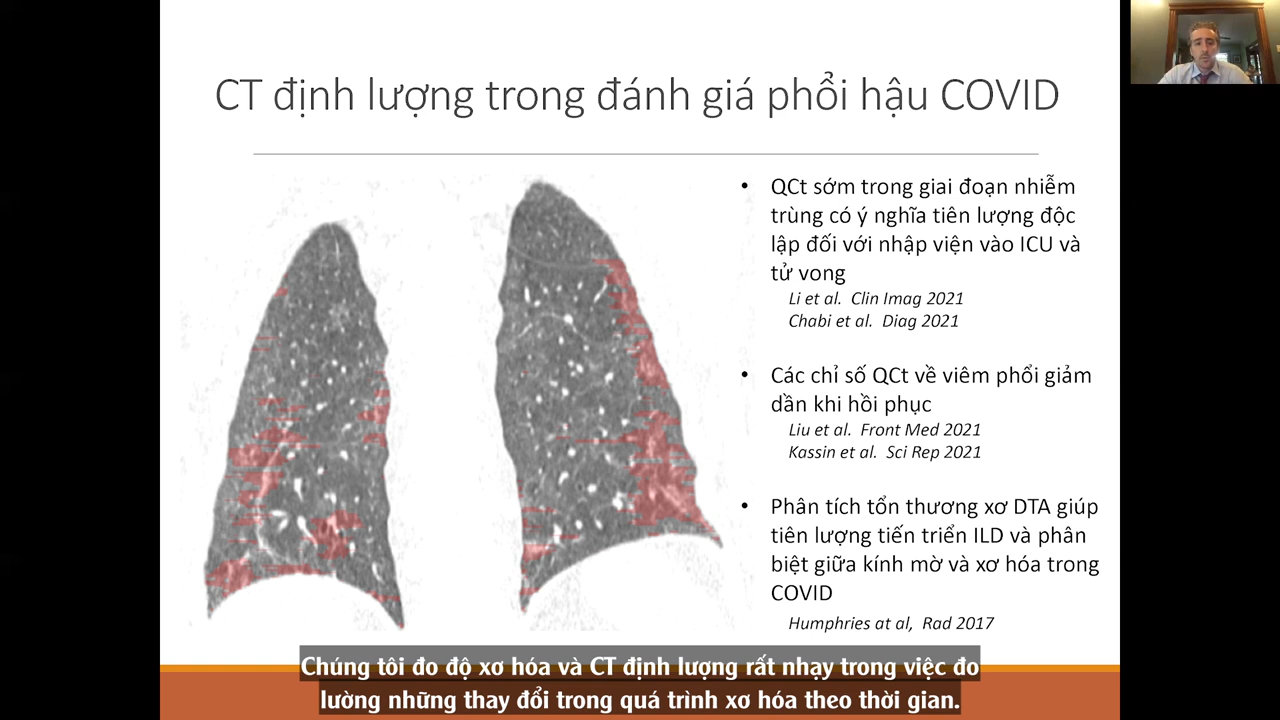 CT định lượng trong đánh giá phổi hậu COVID
• QCt sớm trong giai đoạn nhiễm
trùng có ý nghĩa tiên lượng độc
lập đối với nhập viện vào ICU và
tử vong
Li et al. Clin Imag 2021
Chabi et al. Diag 2021
• Các chỉ số QCt về viêm phổi giảm
dần khi hồi phục
Liu et al. Front Med 2021
Kassin et al. Sci Rep 2021
• Phân tích tổn thương xơ DTA giúp
tiên lượng tiến triển ILD và phân
biệt giữa kính mờ và xơ hóa trong
COVID
Humphries at al, Rad 2017
Chúng tôi đo độ xơ hóa và CT định lượng rất nhạy trong việc đo
lường những thay đổi trong quá trình xơ hóa theo thời gian.